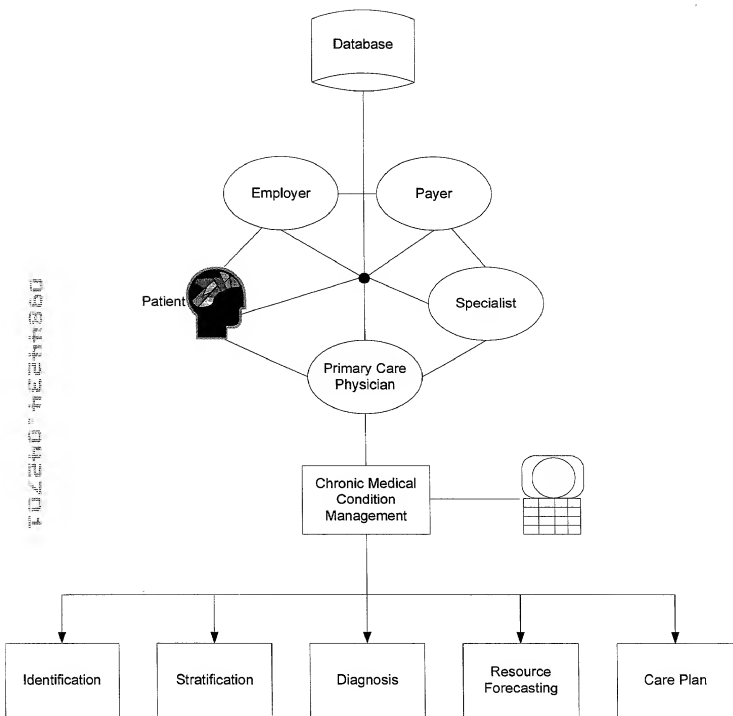 Database
Employer
Payer
Patient
Specialist
Primary Care
Physician
Chronic Medical
Condition
Management
Identification
Stratification
Diagnosis
Resource
Forecasting
Care Plan